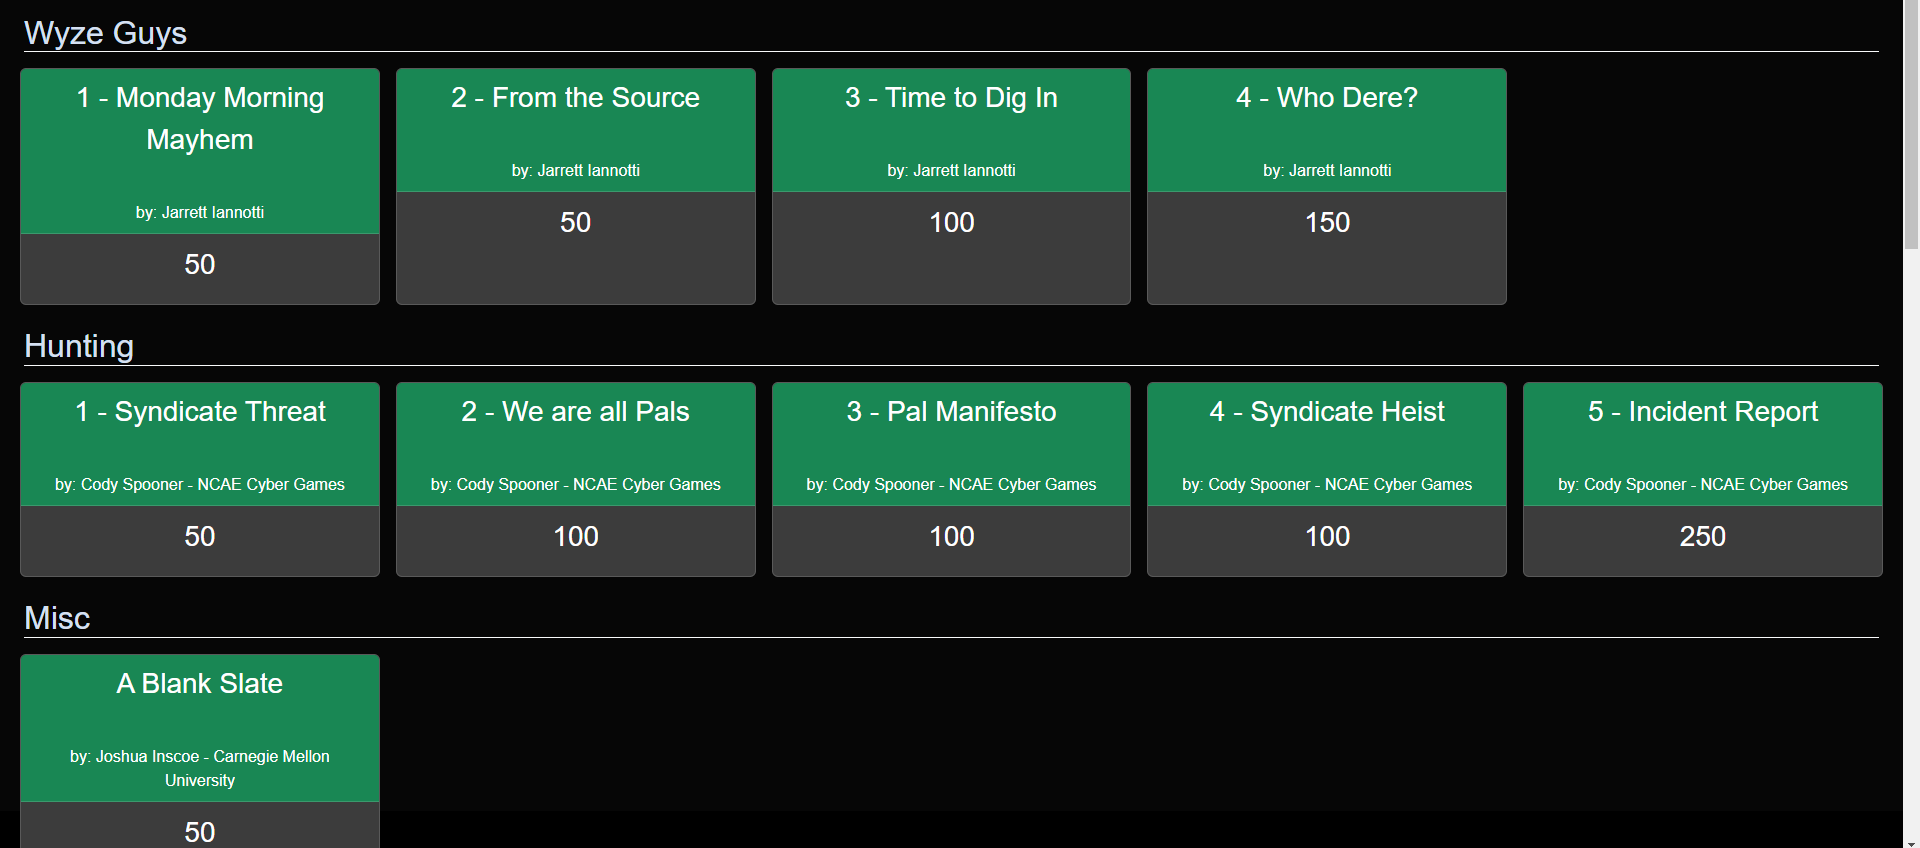 Wyze Guys
1 - Monday Morning
Mayhem
by: Jarrett Iannotti
50
2 - From the Source
by: Jarrett Iannotti
50
3 - Time to Dig In
by: Jarrett Iannotti
100
4 - Who Dere?
by: Jarrett Iannotti
150
Hunting
1 - Syndicate Threat
by: Cody Spooner - NCAE Cyber Games
50
2 - We are all Pals
by: Cody Spooner - NCAE Cyber Games
100
3 - Pal Manifesto
by: Cody Spooner - NCAE Cyber Games
100
4 - Syndicate Heist
by: Cody Spooner - NCAE Cyber Games
100
5 - Incident Report
by: Cody Spooner - NCAE Cyber Games
250
Misc
A Blank Slate
by: Joshua Inscoe - Carnegie Mellon
University
50